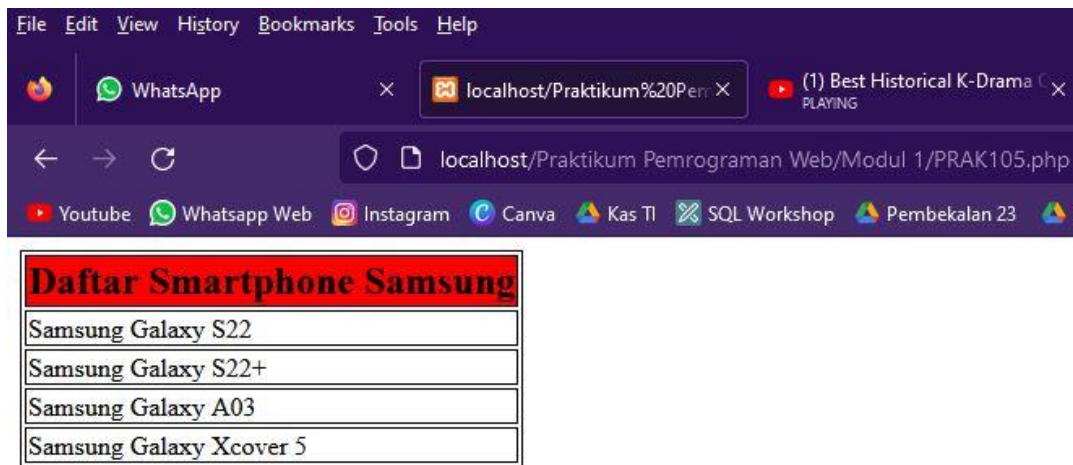 File Edit View History Bookmarks Tools Help
WhatsApp
localhost/Praktikum%20Pem
(1) Best Historical K-Drama
PLAYING
localhost/Praktikum Pemrograman Web/Modul 1/PRAK105.php
Youtube Whatsapp Web Instagram Canva Kas TI SQL Workshop Pembekalan 23
Daftar Smartphone Samsung
Samsung Galaxy S22
Samsung Galaxy S22+
Samsung Galaxy A03
Samsung Galaxy Xcover 5